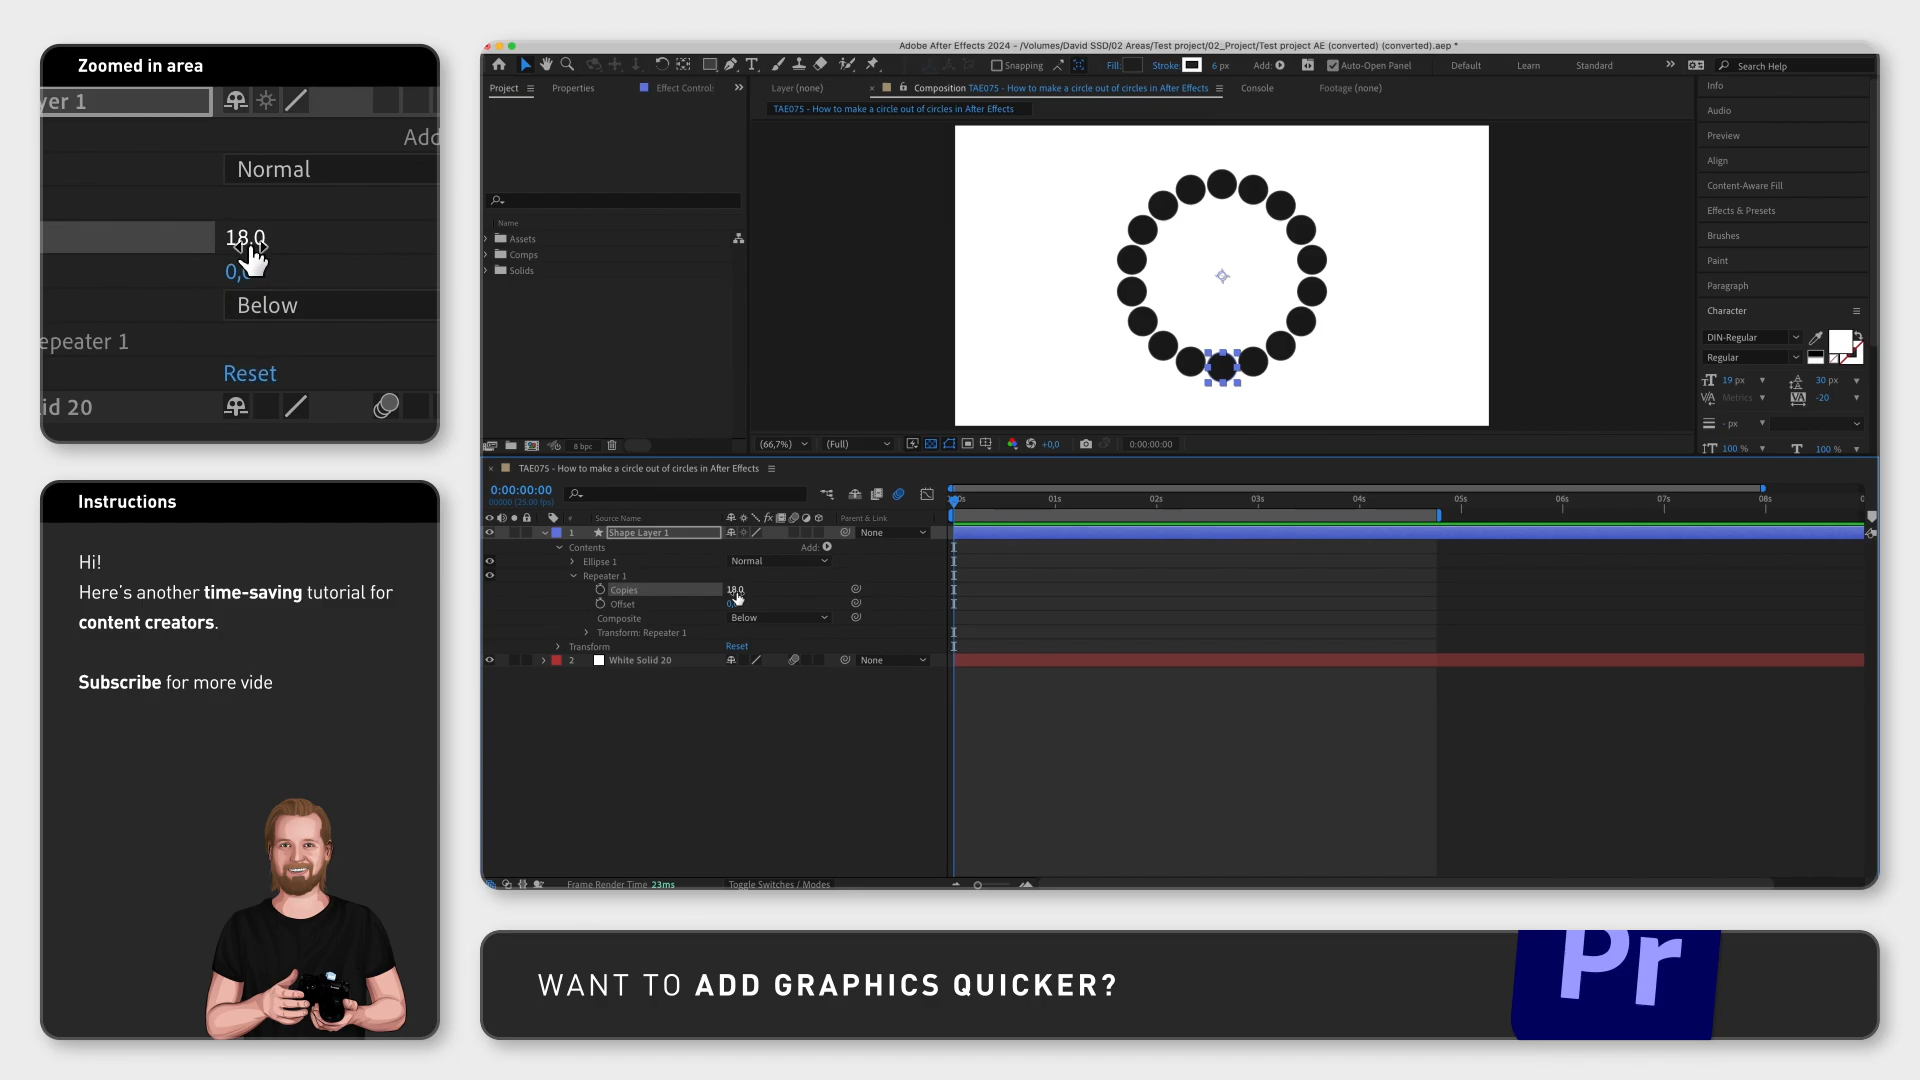 Zoomed in area
yer 1
Add
Normal
18.0
Below
epeater 1
Reset
id 20
Instructions
Hi!
Here's another time-saving tutorial for
content creators.
Subscribe for more vide
Adobe After Effects 2024 - /Volumes/David SSD/02 Areas/Test project/02_Project/Test project AE (converted) (converted).aep *
Snapping
Fill:
Stroke:
6 px
Add:
Auto-Open Panel
Default
Learn
Standard
Search Help
Project
Properties
Effect Control:
Layer (none)
Composition TAE075 - How to make a circle out of circles in After Effects
Console
Footage (none)
TAE075 - How to make a circle out of circles in After Effects
Name
Assets
Comps
Solids
8 bpc
(66,7%)
(Full)
+0,0
0:00:00:00
Info
Audio
Preview
Align
Content-Aware Fill
Effects & Presets
Brushes
Paint
Paragraph
Character
DIN-Regular
Regular
19 px
30 px
Metrics
-20
- px
100 %
100 %
TAE075 - How to make a circle out of circles in After Effects
0:00:00:00
00000 (25.00 fps)
01s
02s
03s
04s
05s
06s
07s
08s
# Source Name
Parent & Link
1 Shape Layer 1
None
Contents
Add:
Ellipse 1
Normal
Repeater 1
Copies
18.0
Offset
Composite
Below
Transform: Repeater 1
Transform
Reset
2 White Solid 20
None
Frame Render Time 23ms
Toggle Switches / Modes
WANT TO ADD GRAPHICS QUICKER?
Pr